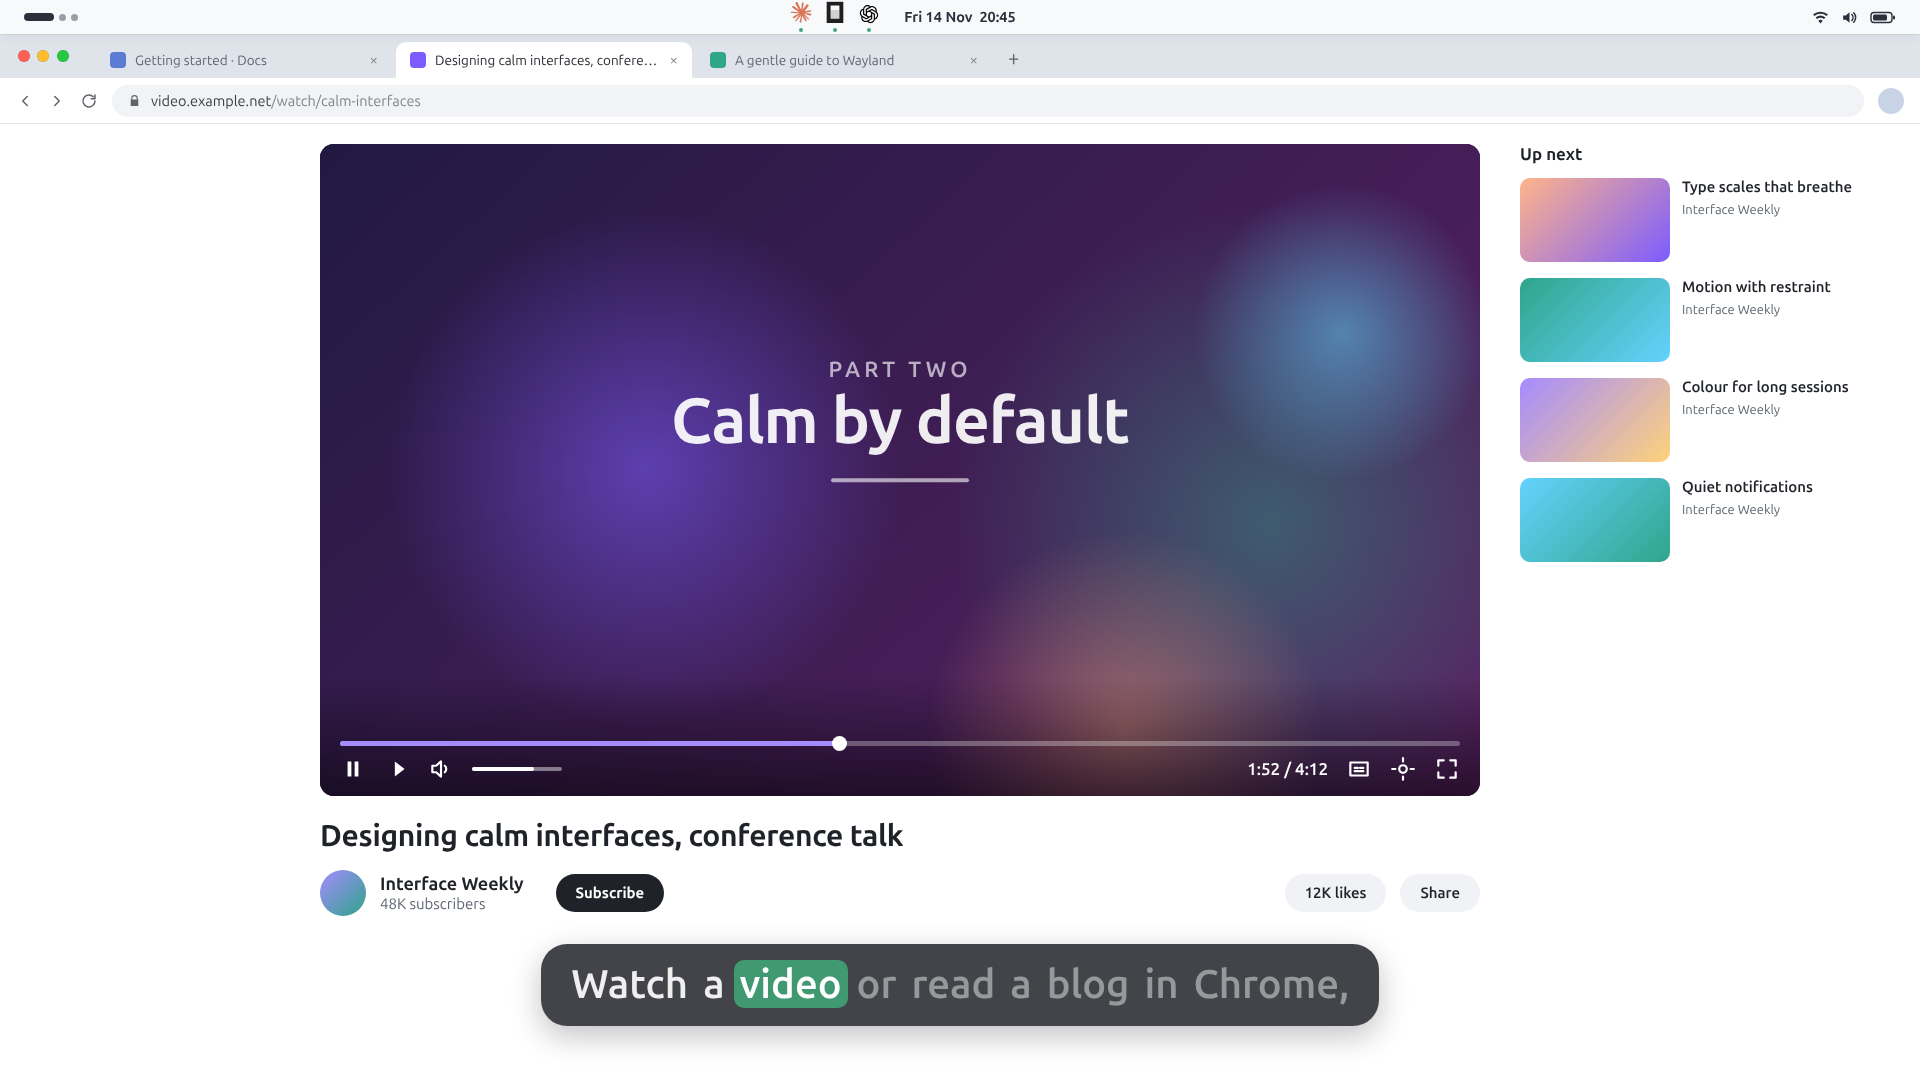 Fri 14 Nov 20:45
Getting started · Docs
Designing calm interfaces, confere…
A gentle guide to Wayland
video.example.net/watch/calm-interfaces
PART TWO
Calm by default
1:52 / 4:12
Up next
Type scales that breathe
Interface Weekly
Motion with restraint
Interface Weekly
Colour for long sessions
Interface Weekly
Quiet notifications
Interface Weekly
Designing calm interfaces, conference talk
Interface Weekly
48K subscribers
Subscribe
12K likes
Share
Watch a video or read a blog in Chrome,